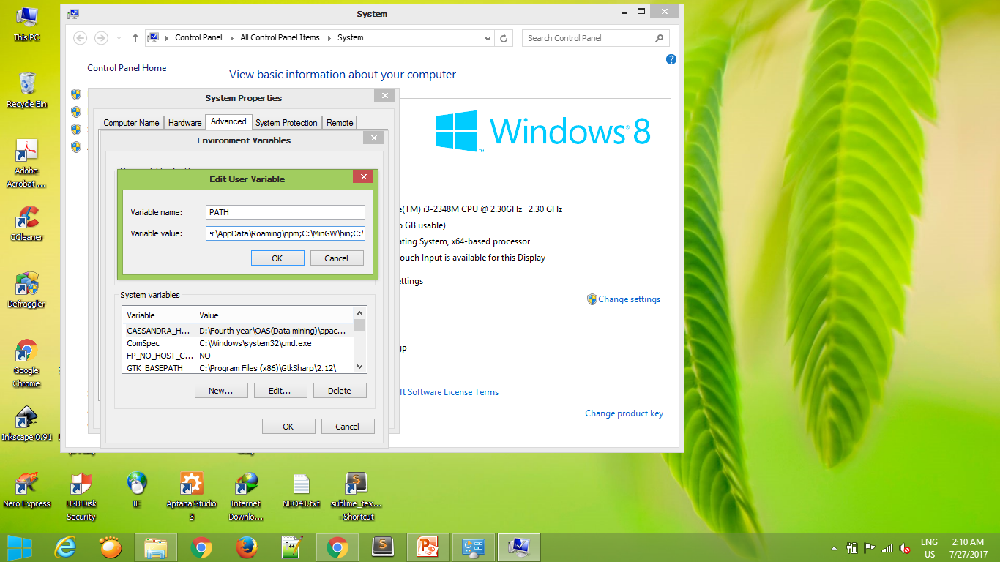 This PC
Recycle Bin
Adobe
Acrobat ....
CCleaner
Defraggler
Google
Chrome
Inkscape 0.91
Nero Express
USB Disk
Security
IE
Aptana Studio
3
Internet
Downlo....
NEO4J.txt
sublime_tex....
- Shortcut
System
Control Panel
All Control Panel Items
System
Search Control Panel
Control Panel Home
View basic information about your computer
Windows 8
e(TM) i3-2348M CPU @ 2.30GHz 2.30 GHz
GB usable)
ating System, x64-based processor
ouch Input is available for this Display
ettings
Change settings
UP
ft Software License Terms
Change product key
System Properties
Computer Name
Hardware
Advanced
System Protection
Remote
Environment Variables
Edit User Variable
Variable name:
PATH
Variable value:
er\AppData\Roaming\npm;C:\MinGW\bin;C:\
OK
Cancel
System variables
Variable
Value
CASSANDRA_H...
D:\Fourth year\OAS(Data mining)\apac...
ComSpec
C:\Windows\system32\cmd.exe
FP_NO_HOST_C...
NO
GTK_BASEPATH
C:\Program Files (x86)\GtkSharp\2.12\
New...
Edit...
Delete
OK
Cancel
ENG
US
2:10 AM
7/27/2017